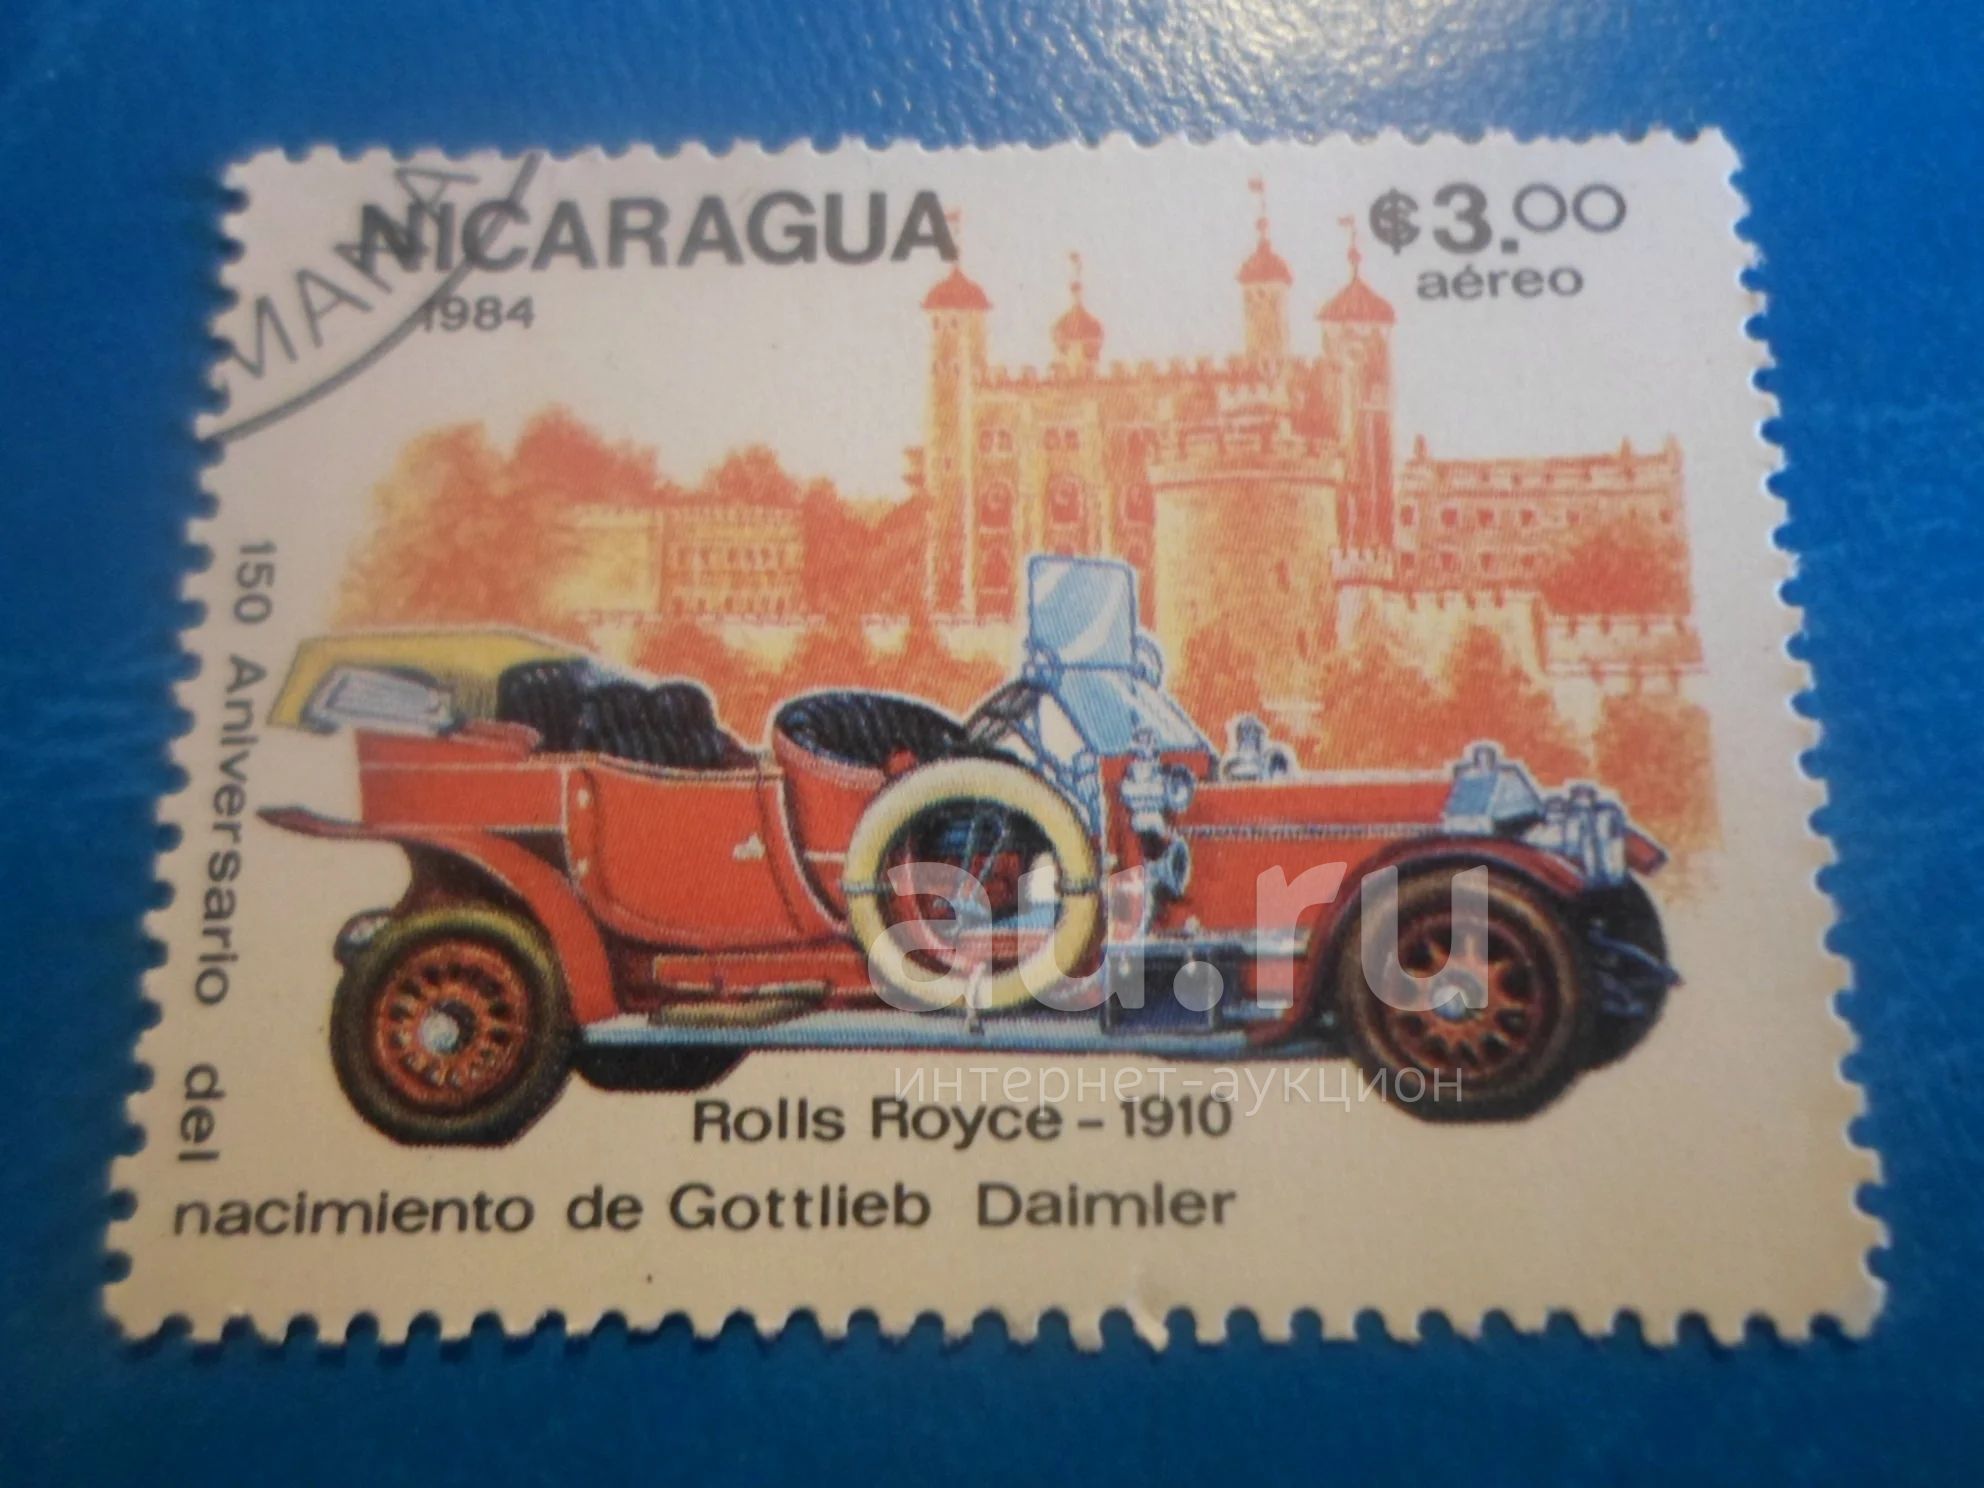 NICARAGUA
1984
₡3.00
aéreo
150 Aniversario del
nacimiento de Gottlieb Daimler
Rolls Royce - 1910
au.ru
интернет-аукцион